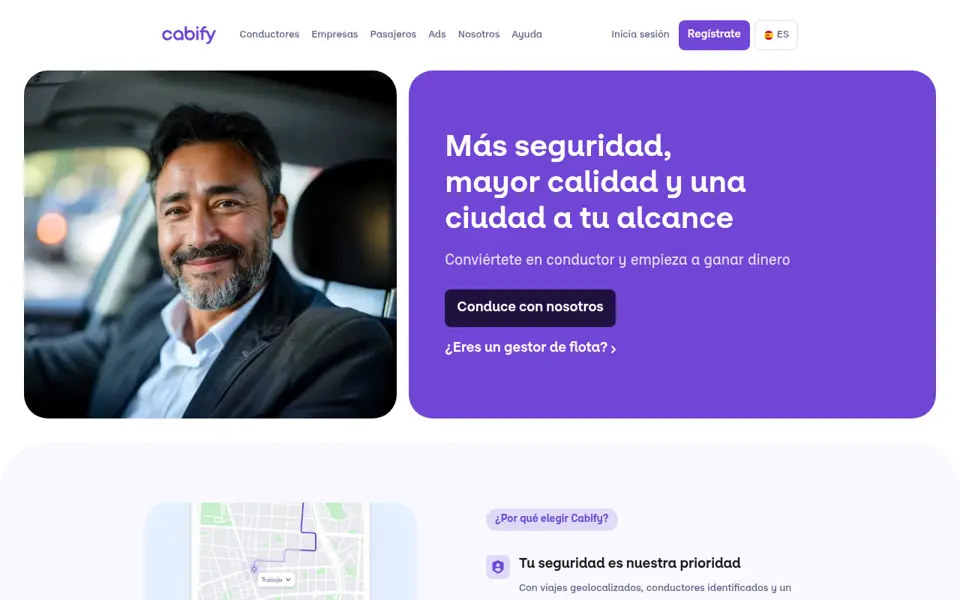 cabify
Conductores
Empresas
Pasajeros
Ads
Nosotros
Ayuda
Inicia sesión
Regístrate
ES
Más seguridad,
mayor calidad y una
ciudad a tu alcance
Conviértete en conductor y empieza a ganar dinero
Conduce con nosotros
¿Eres un gestor de flota?
¿Por qué elegir Cabify?
Tu seguridad es nuestra prioridad
Con viajes geolocalizados, conductores identificados y un
Trabajo